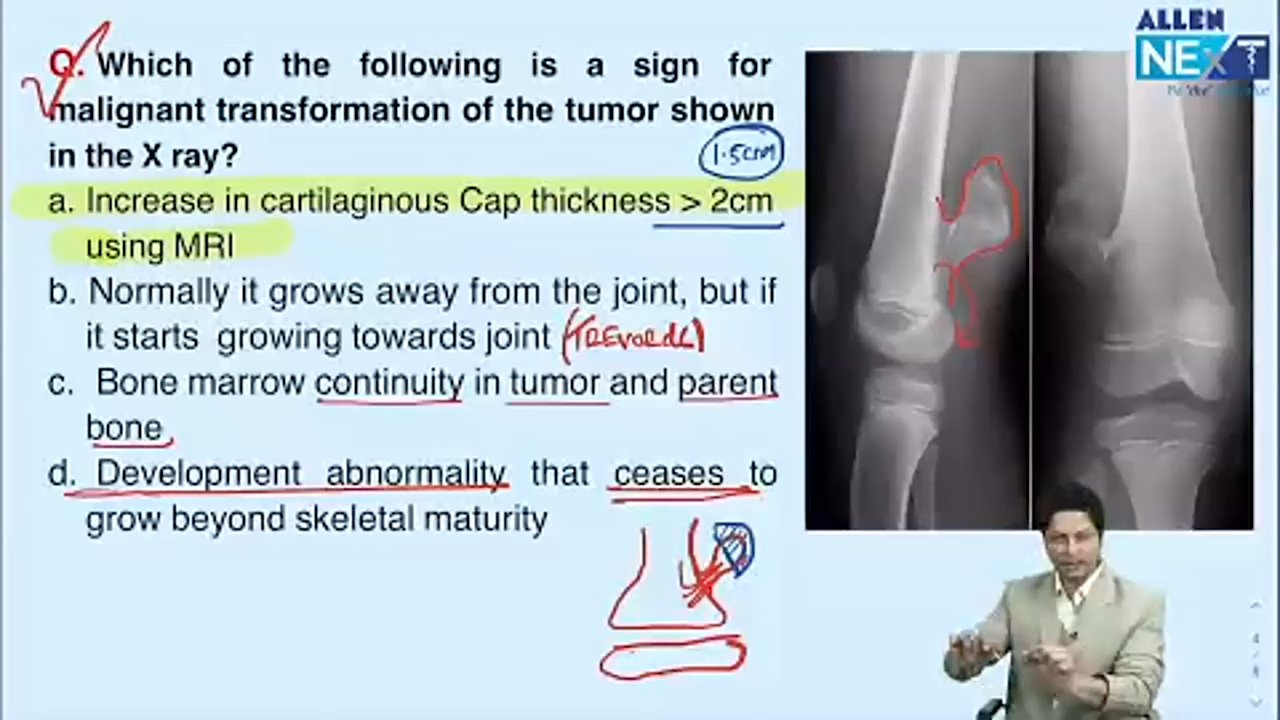 ALLEN
NEXT
Q. Which of the following is a sign for
malignant transformation of the tumor shown
in the X ray?
1.5cm
a. Increase in cartilaginous Cap thickness > 2cm
using MRI
b. Normally it grows away from the joint, but if
it starts growing towards joint
c. Bone marrow continuity in tumor and parent
bone
d. Development abnormality that ceases to
grow beyond skeletal maturity